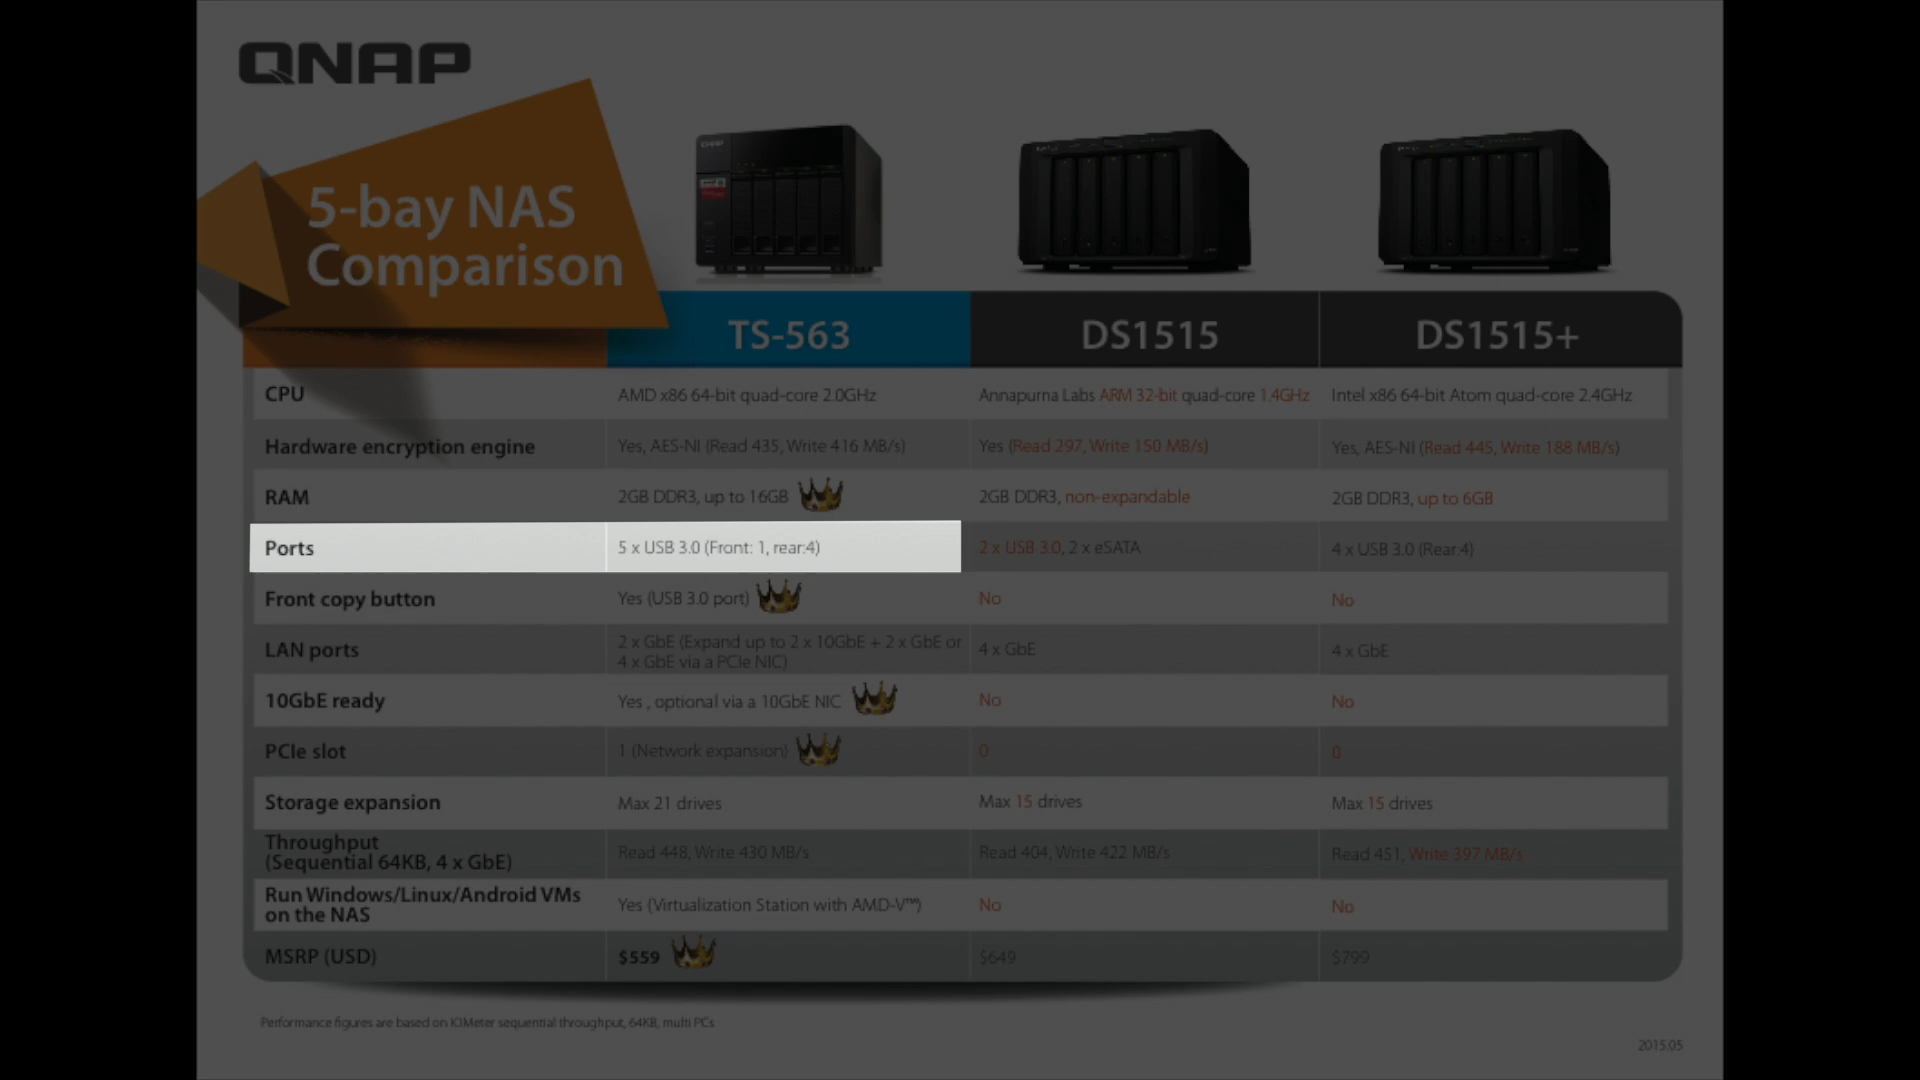 QNAP
5-bay NAS
Comparison
TS-563
DS1515
DS1515+
CPU
AMD x86 64-bit quad-core 2.0GHz
Annapurna Labs ARM 32-bit quad-core 1.4GHz
Intel x86 64-bit Atom quad-core 2.4GHz
Hardware encryption engine
Yes, AES-NI (Read 435, Write 416 MB/s)
Yes (Read 297, Write 150 MB/s)
Yes, AES-NI (Read 445, Write 188 MB/s)
RAM
2GB DDR3, up to 16GB
2GB DDR3, non-expandable
2GB DDR3, up to 6GB
Ports
5 x USB 3.0 (Front: 1, rear:4)
2 x USB 3.0, 2 x eSATA
4 x USB 3.0 (Rear:4)
Front copy button
Yes (USB 3.0 port)
No
No
LAN ports
2 x GbE (Expand up to 2 x 10GbE + 2 x GbE or
4 x GbE via a PCIe NIC)
4 x GbE
4 x GbE
10GbE ready
Yes , optional via a 10GbE NIC
No
No
PCIe slot
1 (Network expansion)
0
0
Storage expansion
Max 21 drives
Max 15 drives
Max 15 drives
Throughput
(Sequential 64KB, 4 x GbE)
Read 448, Write 430 MB/s
Read 404, Write 422 MB/s
Read 451, Write 397 MB/s
Run Windows/Linux/Android VMs
on the NAS
Yes (Virtualization Station with AMD-V™)
No
No
MSRP (USD)
$559
$649
$799
Performance figures are based on IOMeter sequential throughput, 64KB, multi PCs
2015.05